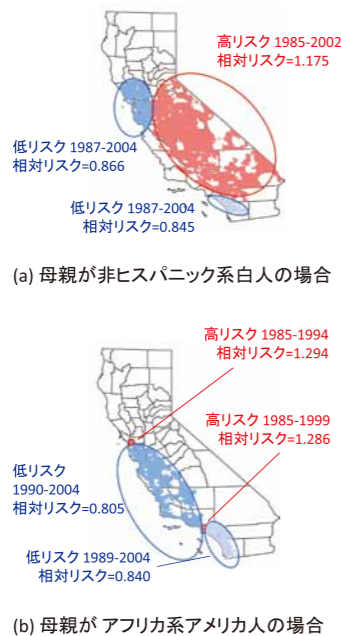 高リスク 1985-2002
相対リスク=1.175
低リスク 1987-2004
相対リスク=0.866
低リスク 1987-2004
相対リスク=0.845
(a) 母親が非ヒスパニック系白人の場合
高リスク 1985-1994
相対リスク=1.294
高リスク 1985-1999
相対リスク=1.286
低リスク
1990-2004
相対リスク=0.805
低リスク 1989-2004
相対リスク=0.840
(b) 母親が アフリカ系アメリカ人の場合